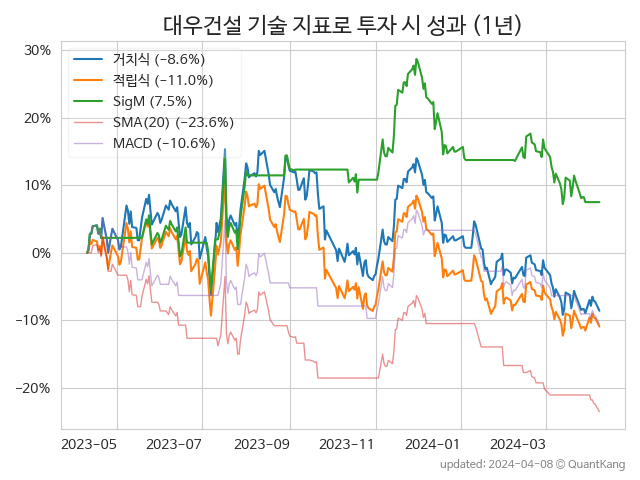 대우건설 기술 지표로 투자 시 성과 (1년)
30%
20%
10%
0%
−10%
−20%
거치식 (−8.6%)
적립식 (−11.0%)
SigM (7.5%)
SMA(20) (−23.6%)
MACD (−10.6%)
2023-05 2023-07 2023-09 2023-11 2024-01 2024-03
updated: 2024-04-08 @ QuantKang